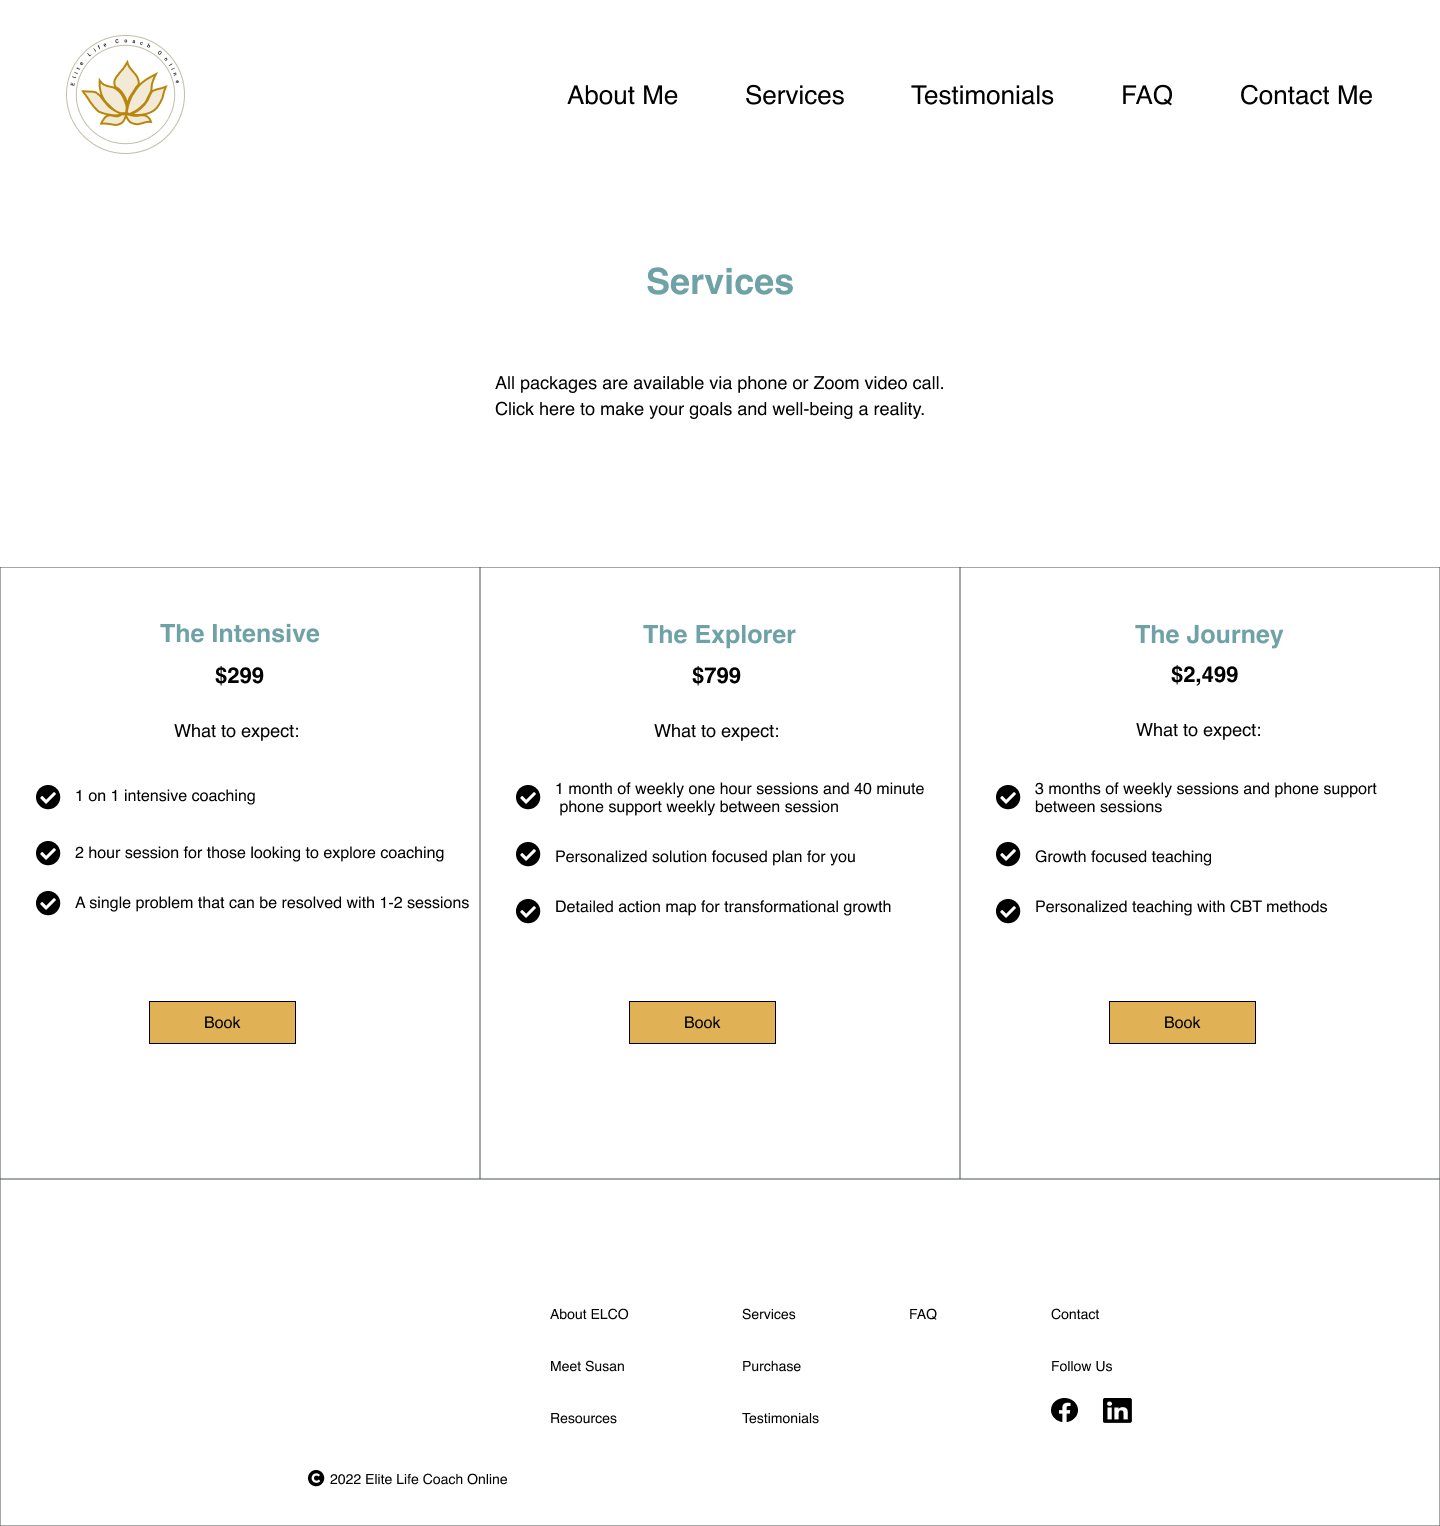 Elite Life Coach Online
About Me
Services
Testimonials
FAQ
Contact Me
Services
All packages are available via phone or Zoom video call.
Click here to make your goals and well-being a reality.
The Intensive
$299
What to expect:
1 on 1 intensive coaching
2 hour session for those looking to explore coaching
A single problem that can be resolved with 1-2 sessions
Book
The Explorer
$799
What to expect:
1 month of weekly one hour sessions and 40 minute
phone support weekly between session
Personalized solution focused plan for you
Detailed action map for transformational growth
Book
The Journey
$2,499
What to expect:
3 months of weekly sessions and phone support
between sessions
Growth focused teaching
Personalized teaching with CBT methods
Book
About ELCO
Meet Susan
Resources
Services
Purchase
Testimonials
FAQ
Contact
Follow Us
© 2022 Elite Life Coach Online